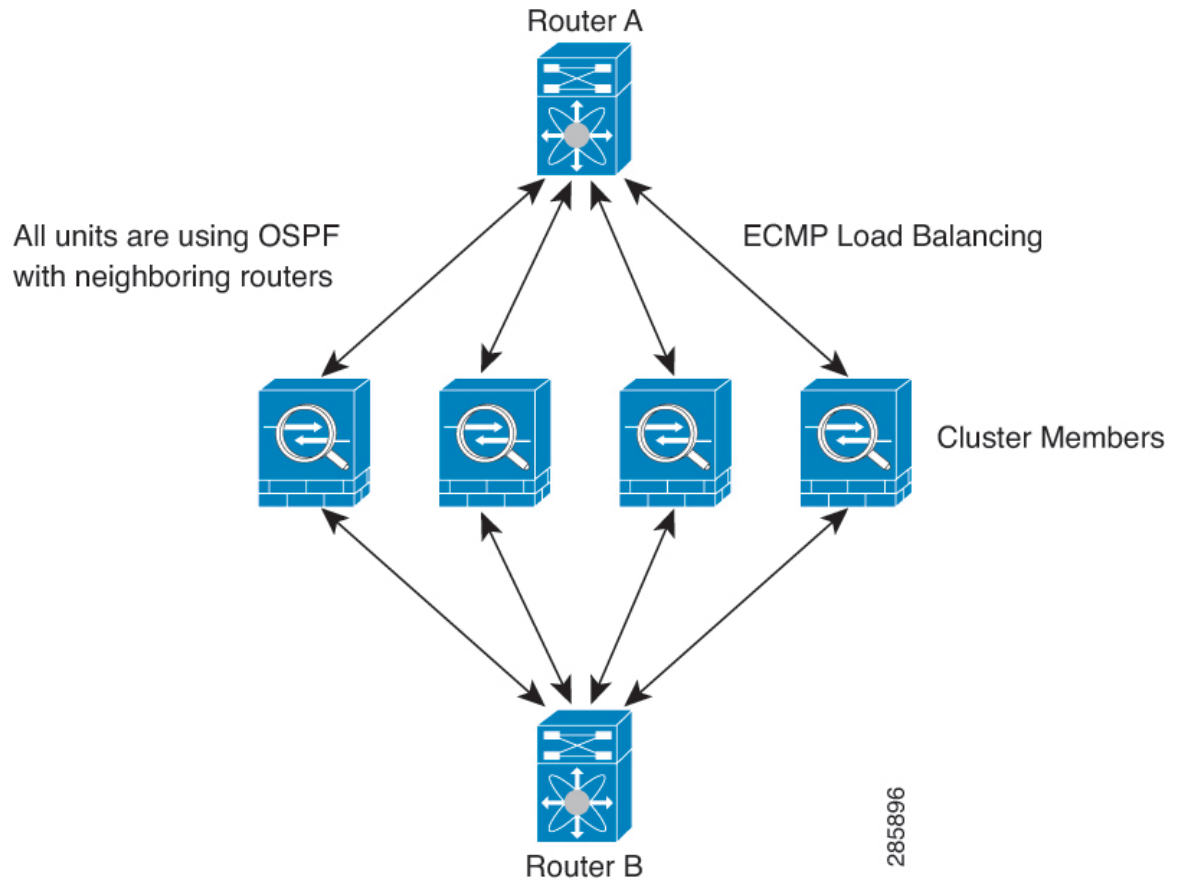 Router A
All units are using OSPF
with neighboring routers
ECMP Load Balancing
Cluster Members
285896
Router B